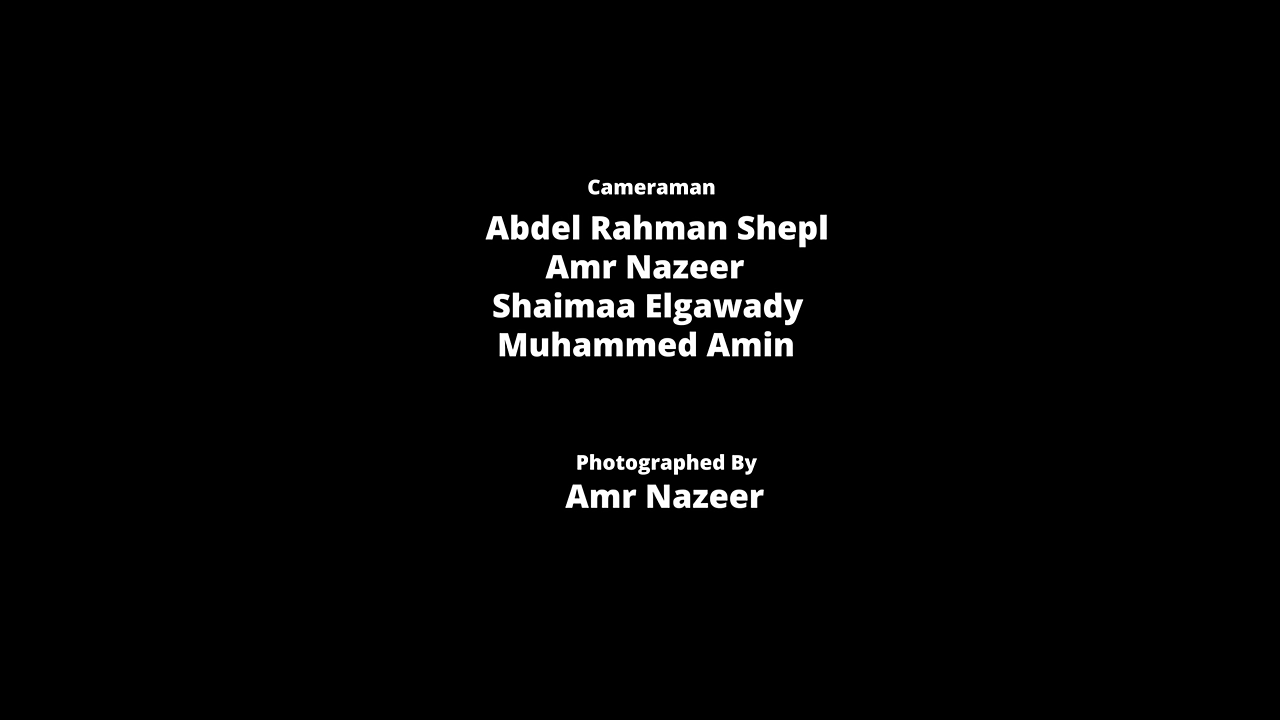 Cameraman
Abdel Rahman Shepl
Amr Nazeer
Shaimaa Elgawady
Muhammed Amin
Photographed By
Amr Nazeer